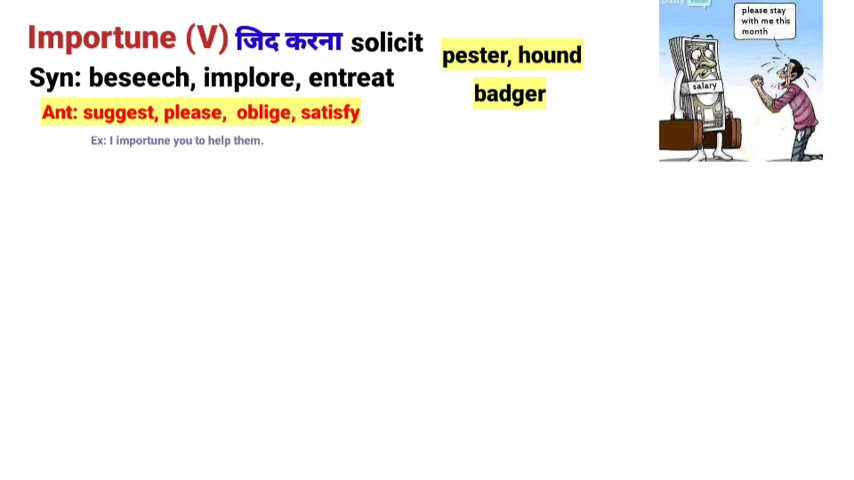 Importune (V) जिद करना solicit
pester, hound
badger
Syn: beseech, implore, entreat
Ant: suggest, please, oblige, satisfy
Ex: I importune you to help them.
please stay
with me this
month
salary